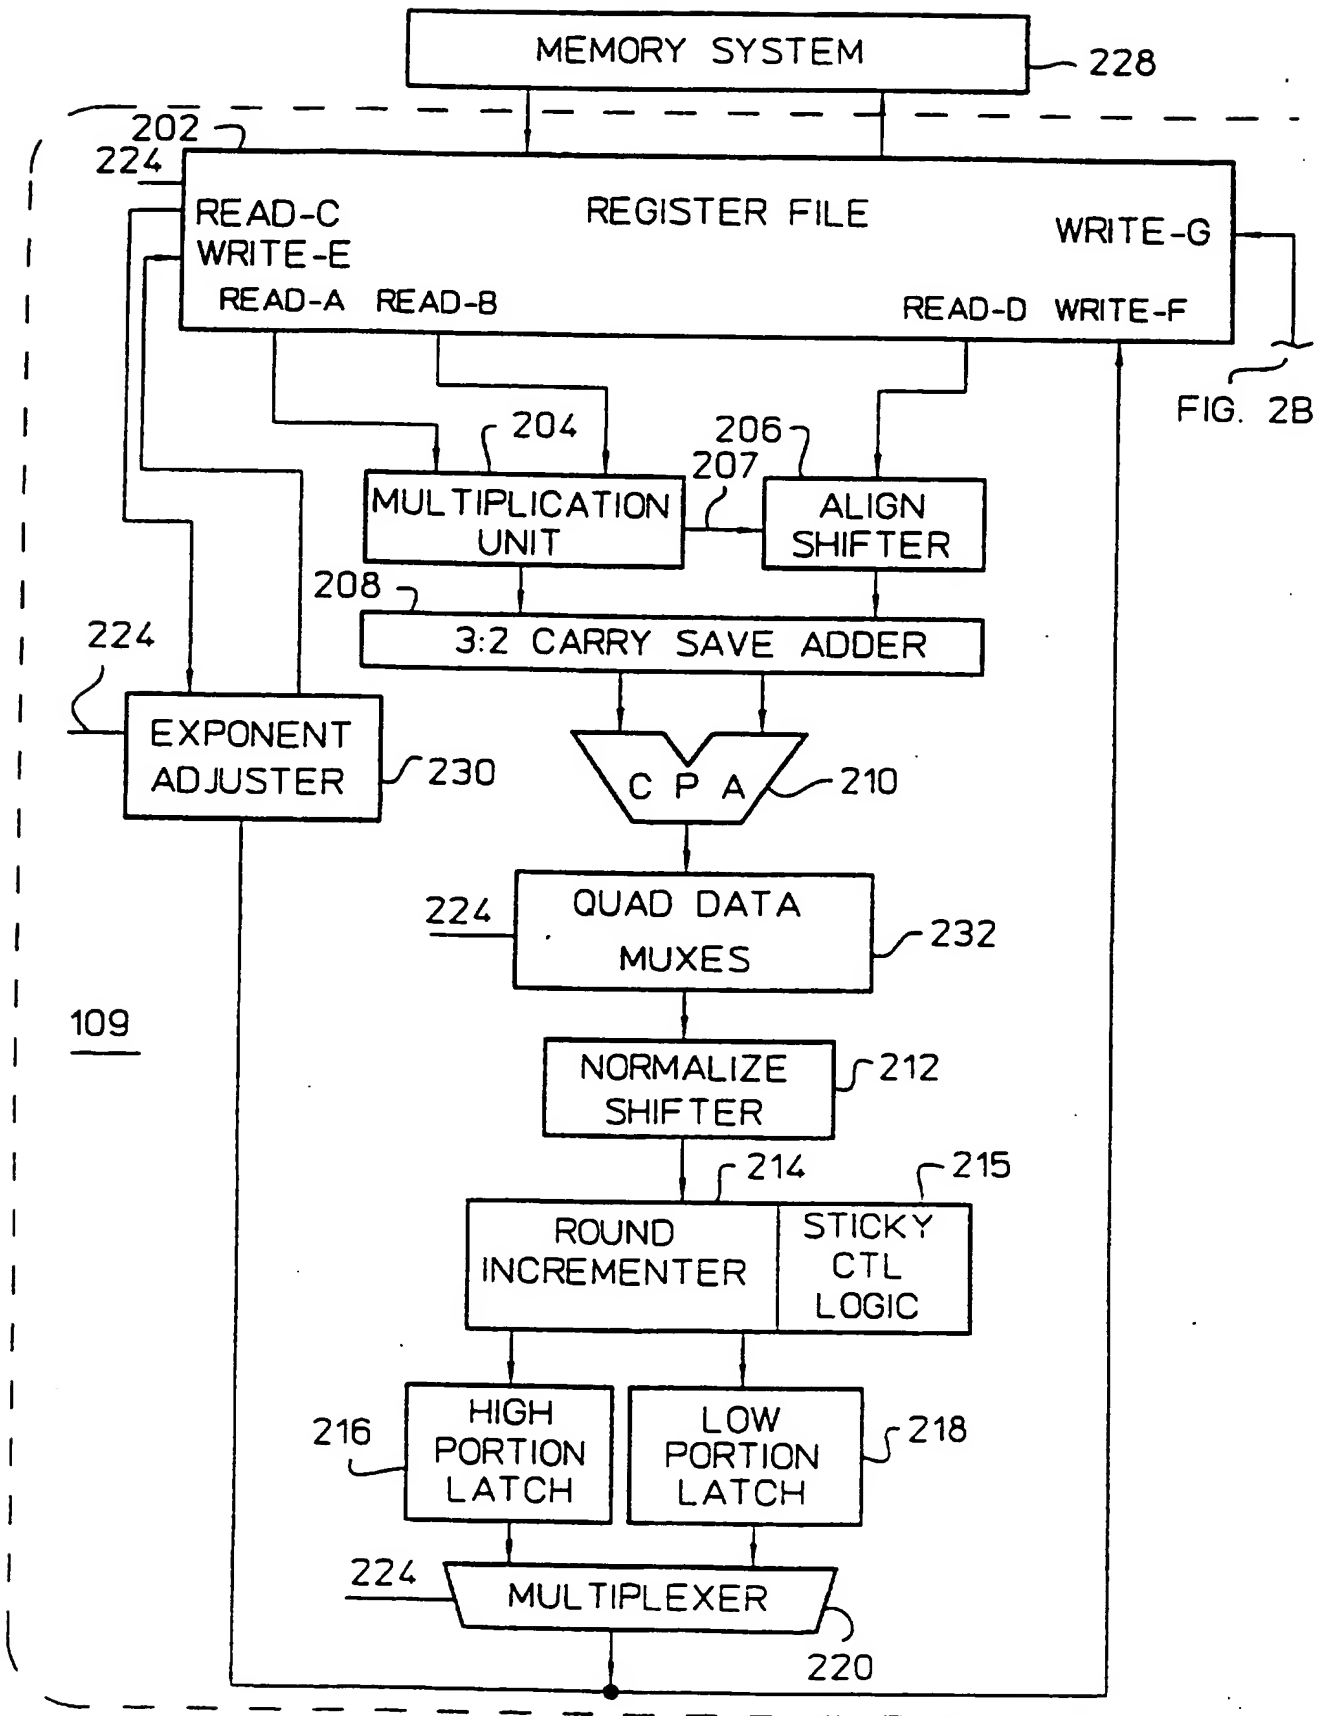 MEMORY SYSTEM
228
202
224
READ-C
REGISTER FILE
WRITE-G
WRITE-E
READ-A
READ-B
READ-D
WRITE-F
FIG. 2B
204
206
207
MULTIPLICATION
UNIT
ALIGN
SHIFTER
208
3:2 CARRY SAVE ADDER
224
EXPONENT
ADJUSTER
230
CPA
210
QUAD DATA
MUXES
224
232
109
NORMALIZE
SHIFTER
212
214
215
ROUND
INCREMENTER
STICKY
CTL
LOGIC
HIGH
PORTION
LATCH
216
LOW
PORTION
LATCH
218
224
MULTIPLEXER
220